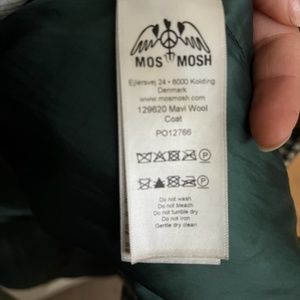 MOS MOSH
Ejlersvej 24 • 6000 Kolding
Denmark
www.mosmosh.com
129620 Mavi Wool
Coat
PO12766
Do not wash
Do not bleach
Do not tumble dry
Do not iron
Gentle dry clean